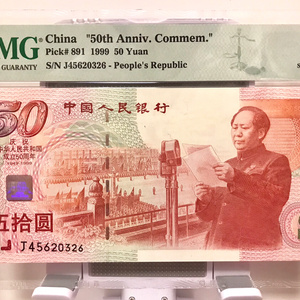 MG
GUARANTY
China "50th Anniv. Commem."
Pick# 891 1999 50 Yuan
S/N J45620326 - People's Republic
50
中国人民银行
庆祝
中华人民共和国
成立50周年
伍拾圆
J45620326